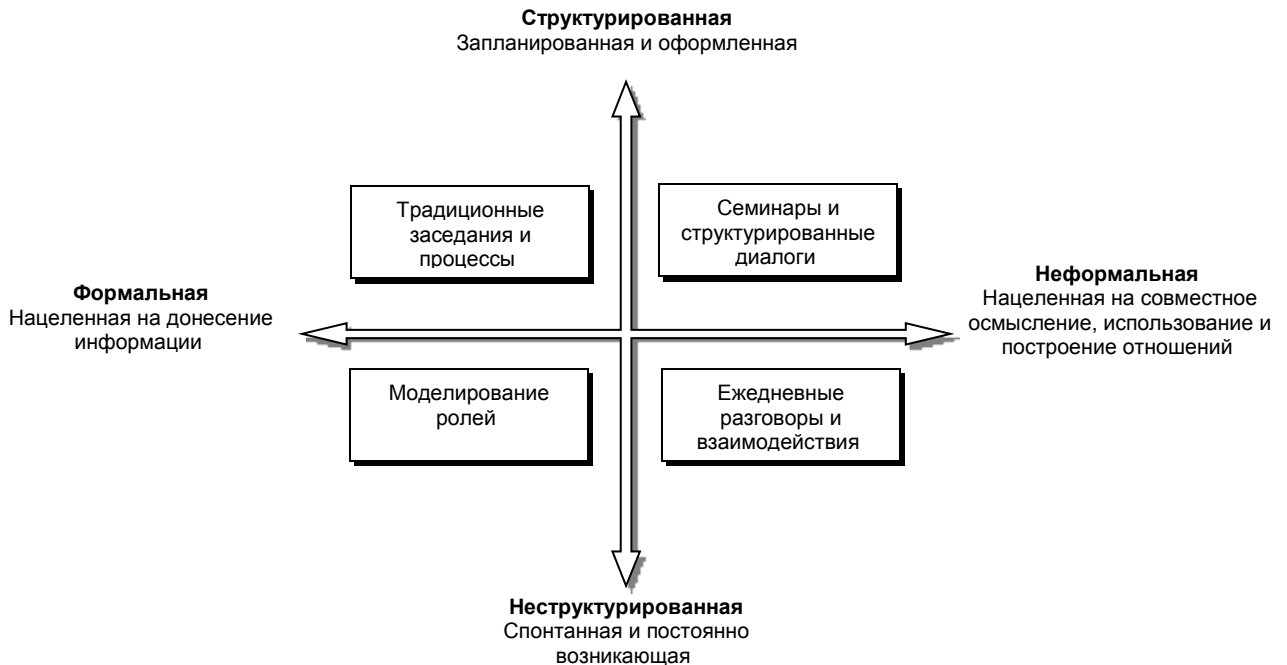 Структурированная
Запланированная и оформленная
Традиционные
заседания и
процессы
Семинары и
структурированные
диалоги
Формальная
Нацеленная на донесение
информации
Неформальная
Нацеленная на совместное
осмысление, использование и
построение отношений
Моделирование
ролей
Ежедневные
разговоры и
взаимодействия
Неструктурированная
Спонтанная и постоянно
возникающая